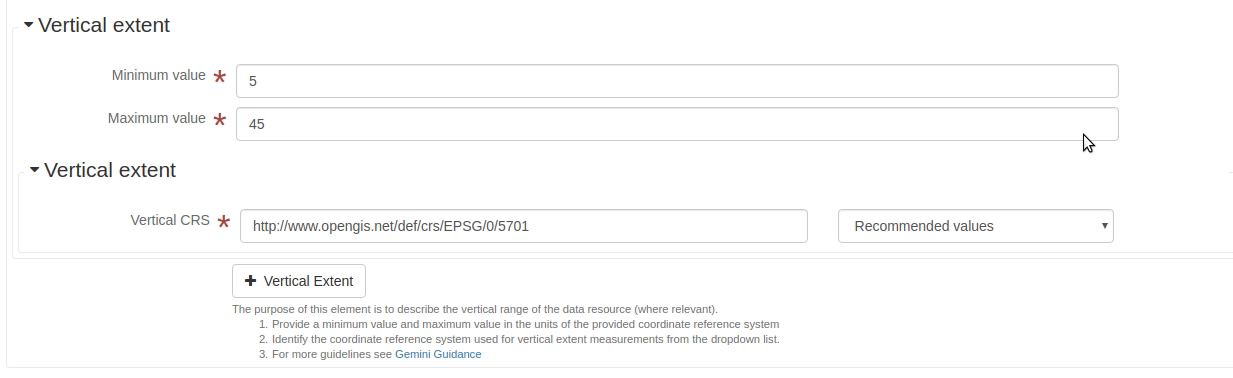 Vertical extent
Minimum value * 5
Maximum value * 45
Vertical extent
Vertical CRS * http://www.opengis.net/def/crs/EPSG/0/5701 Recommended values
+ Vertical Extent
The purpose of this element is to describe the vertical range of the data resource (where relevant).
1. Provide a minimum value and maximum value in the units of the provided coordinate reference system
2. Identify the coordinate reference system used for vertical extent measurements from the dropdown list.
3. For more guidelines see Gemini Guidance